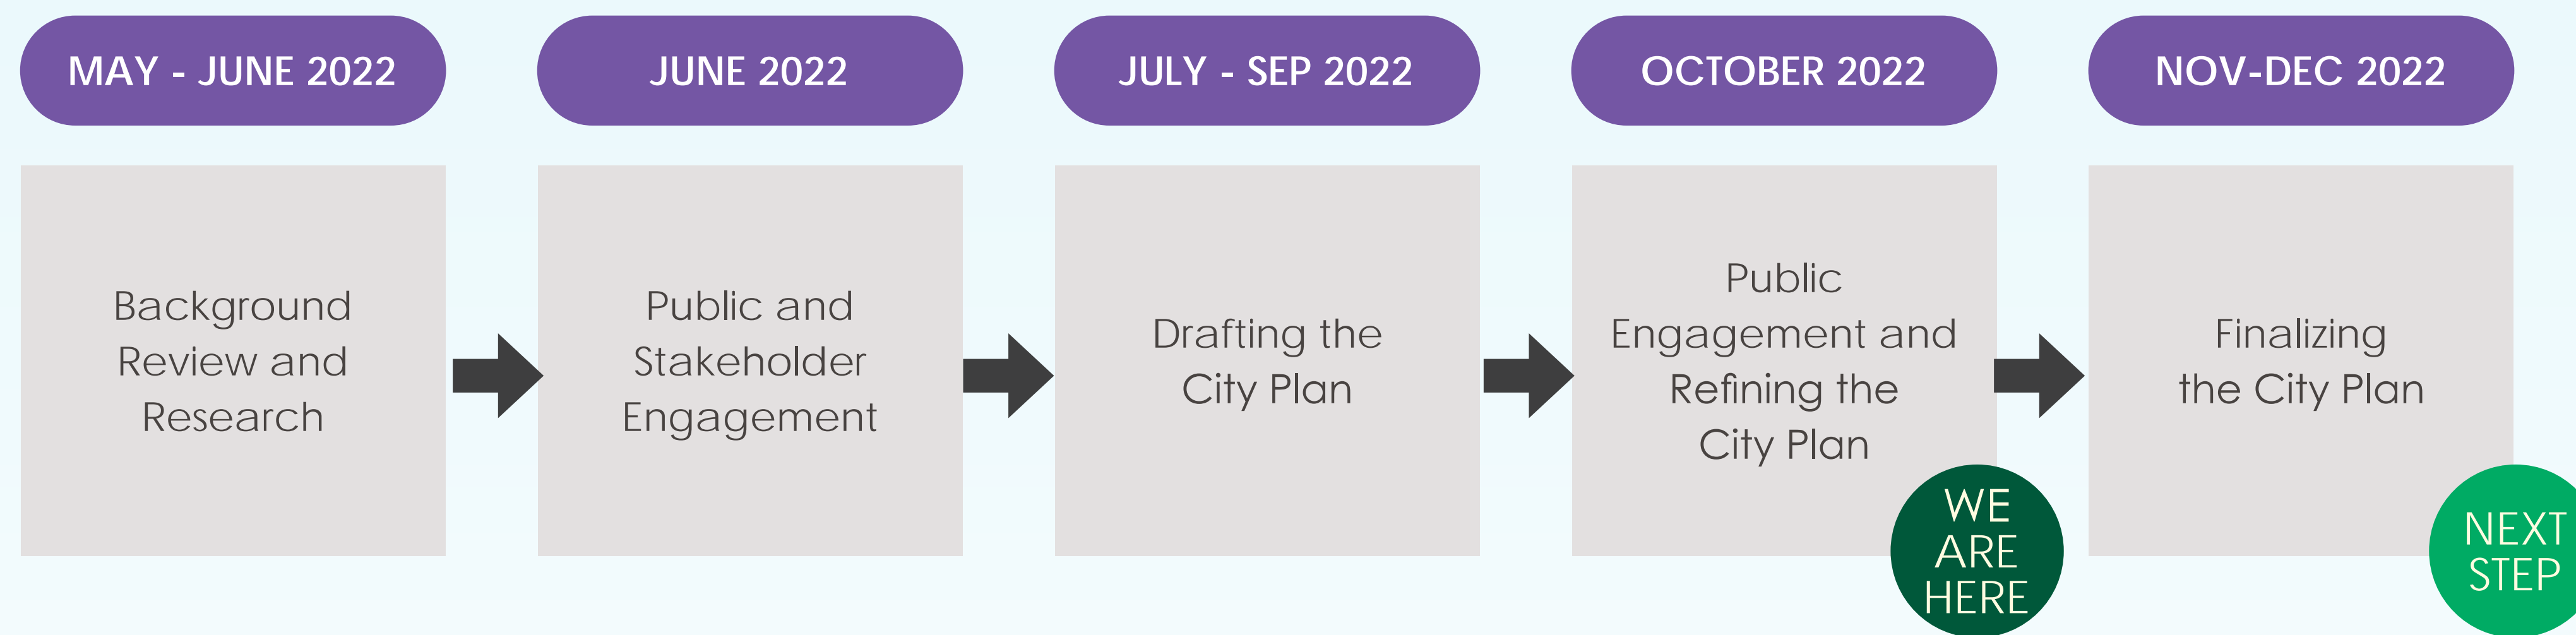 MAY - JUNE 2022
JUNE 2022
JULY - SEP 2022
OCTOBER 2022
NOV-DEC 2022
Background
Review and
Research
Public and
Stakeholder
Engagement
Drafting the
City Plan
Public
Engagement and
Refining the
City Plan
WE
ARE
HERE
Finalizing
the City Plan
NEXT
STEP